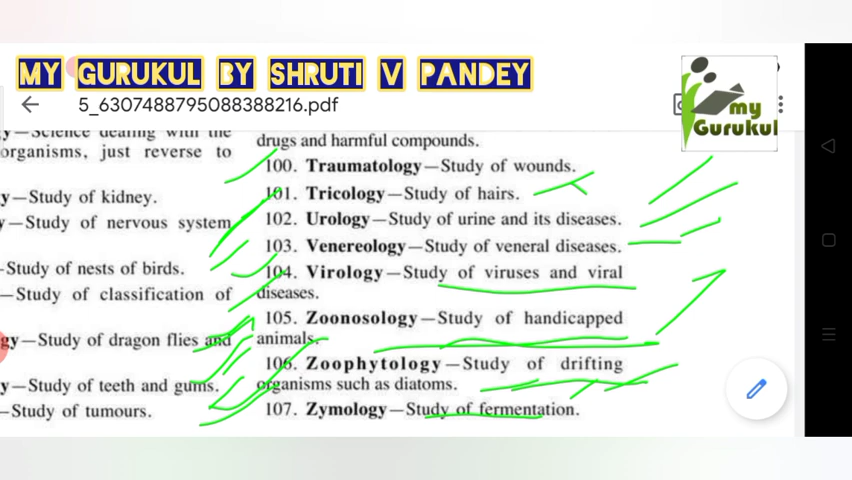 MY GURUKUL BY SHRUTI V PANDEY
5_6307488795088388216.pdf
my
Gurukul
y—Science dealing with the
organisms, just reverse to
y—Study of kidney.
y—Study of nervous system
-Study of nests of birds.
—Study of classification of
gy—Study of dragon flies and
y—Study of teeth and gums.
—Study of tumours.
drugs and harmful compounds.
100. Traumatology—Study of wounds.
101. Tricology—Study of hairs.
102. Urology—Study of urine and its diseases.
103. Venereology—Study of veneral diseases.
104. Virology—Study of viruses and viral
diseases.
105. Zoonosology—Study of handicapped
animals.
106. Zoophytology—Study of drifting
organisms such as diatoms.
107. Zymology—Study of fermentation.